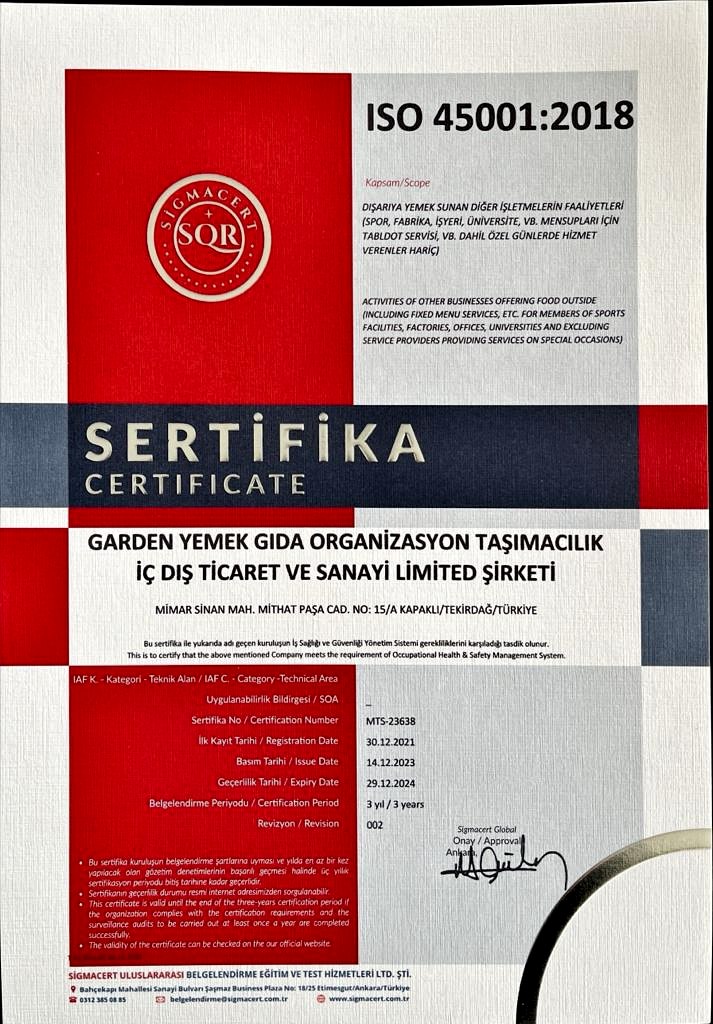 ISO 45001:2018
Kapsam/Scope
DIŞARIYA YEMEK SUNAN DİĞER İŞLETMELERİN FAALİYETLERİ
(SPOR, FABRİKA, İŞYERİ, ÜNİVERSİTE, VB. MENSUPLARI İÇİN
TABLDOT SERVİSİ, VB. DAHİL ÖZEL GÜNLERDE HİZMET
VERENLER HARİÇ)
SİGMACERT
SQR
ACTIVITIES OF OTHER BUSINESSES OFFERING FOOD OUTSIDE
(INCLUDING FIXED MENU SERVICES, ETC. FOR MEMBERS OF SPORTS
FACILITIES, FACTORIES, OFFICES, UNIVERSITIES AND EXCLUDING
SERVICE PROVIDERS PROVIDING SERVICES ON SPECIAL OCCASIONS)
SERTİFİKA
CERTIFICATE
GARDEN YEMEK GIDA ORGANİZASYON TAŞIMACILIK
İÇ DIŞ TİCARET VE SANAYİ LİMİTED ŞİRKETİ
MİMAR SİNAN MAH. MİTHAT PAŞA CAD. NO: 15/A KAPAKLI/TEKİRDAĞ/TÜRKİYE
Bu sertifika ile yukarıda adı geçen kuruluşun İş Sağlığı ve Güvenliği Yönetim Sistemi gerekliliklerini karşıladığı tasdik olunur.
This is to certify that the above mentioned Company meets the requirement of Occupational Health & Safety Management System.
IAF K. - Kategori - Teknik Alan / IAF C. - Category -Technical Area
Uygulanabilirlik Bildirgesi / SOA _
Sertifika No / Certification Number MTS-23638
İlk Kayıt Tarihi / Registration Date 30.12.2021
Basım Tarihi / Issue Date 14.12.2023
Geçerlilik Tarihi / Expiry Date 29.12.2024
Belgelendirme Periyodu / Certification Period 3 yıl / 3 years
Revizyon / Revision 002
Sigmacert Global
Onay / Approval
Ankara
• Bu sertifika kuruluşun belgelendirme şartlarına uyması ve yılda en az bir kez
yapılacak olan gözetim denetimlerinin başarılı geçmesi halinde üç yıllık
sertifikasyon periyodu bitiş tarihine kadar geçerlidir.
• Sertifikanın geçerlilik durumu resmi internet adresimizden sorgulanabilir.
• This certificate is valid until the end of the three-years certification period if
the organization complies with the certification requirements and the
surveillance audits to be carried out at least once a year are completed
successfully.
• The validity of the certificate can be checked on our official website.
SİGMACERT ULUSLARARASI BELGELENDİRME EĞİTİM VE TEST HİZMETLERİ LTD. ŞTİ.
Bahçekapı Mahallesi Sanayi Bulvarı Şaşmaz Business Plaza No: 18/25 Etimesgut/Ankara/Türkiye
0312 385 08 85 belgelendirme@sigmacert.com.tr www.sigmacert.com.tr